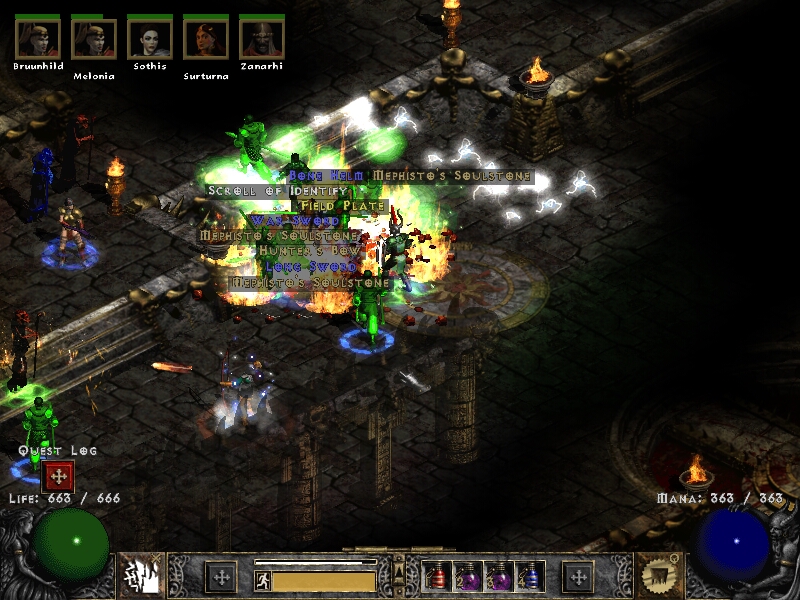 Bruunhild
Melonia
Sothis
Surturna
Zanarhi
Bone Helm
Mephisto's Soulstone
Scroll of Identify
Field Plate
War Sword
Mephisto's Soulstone
Hunter's Bow
Long Sword
Mephisto's Soulstone
Quest Log
Life: 663 / 666
Mana: 363 / 363